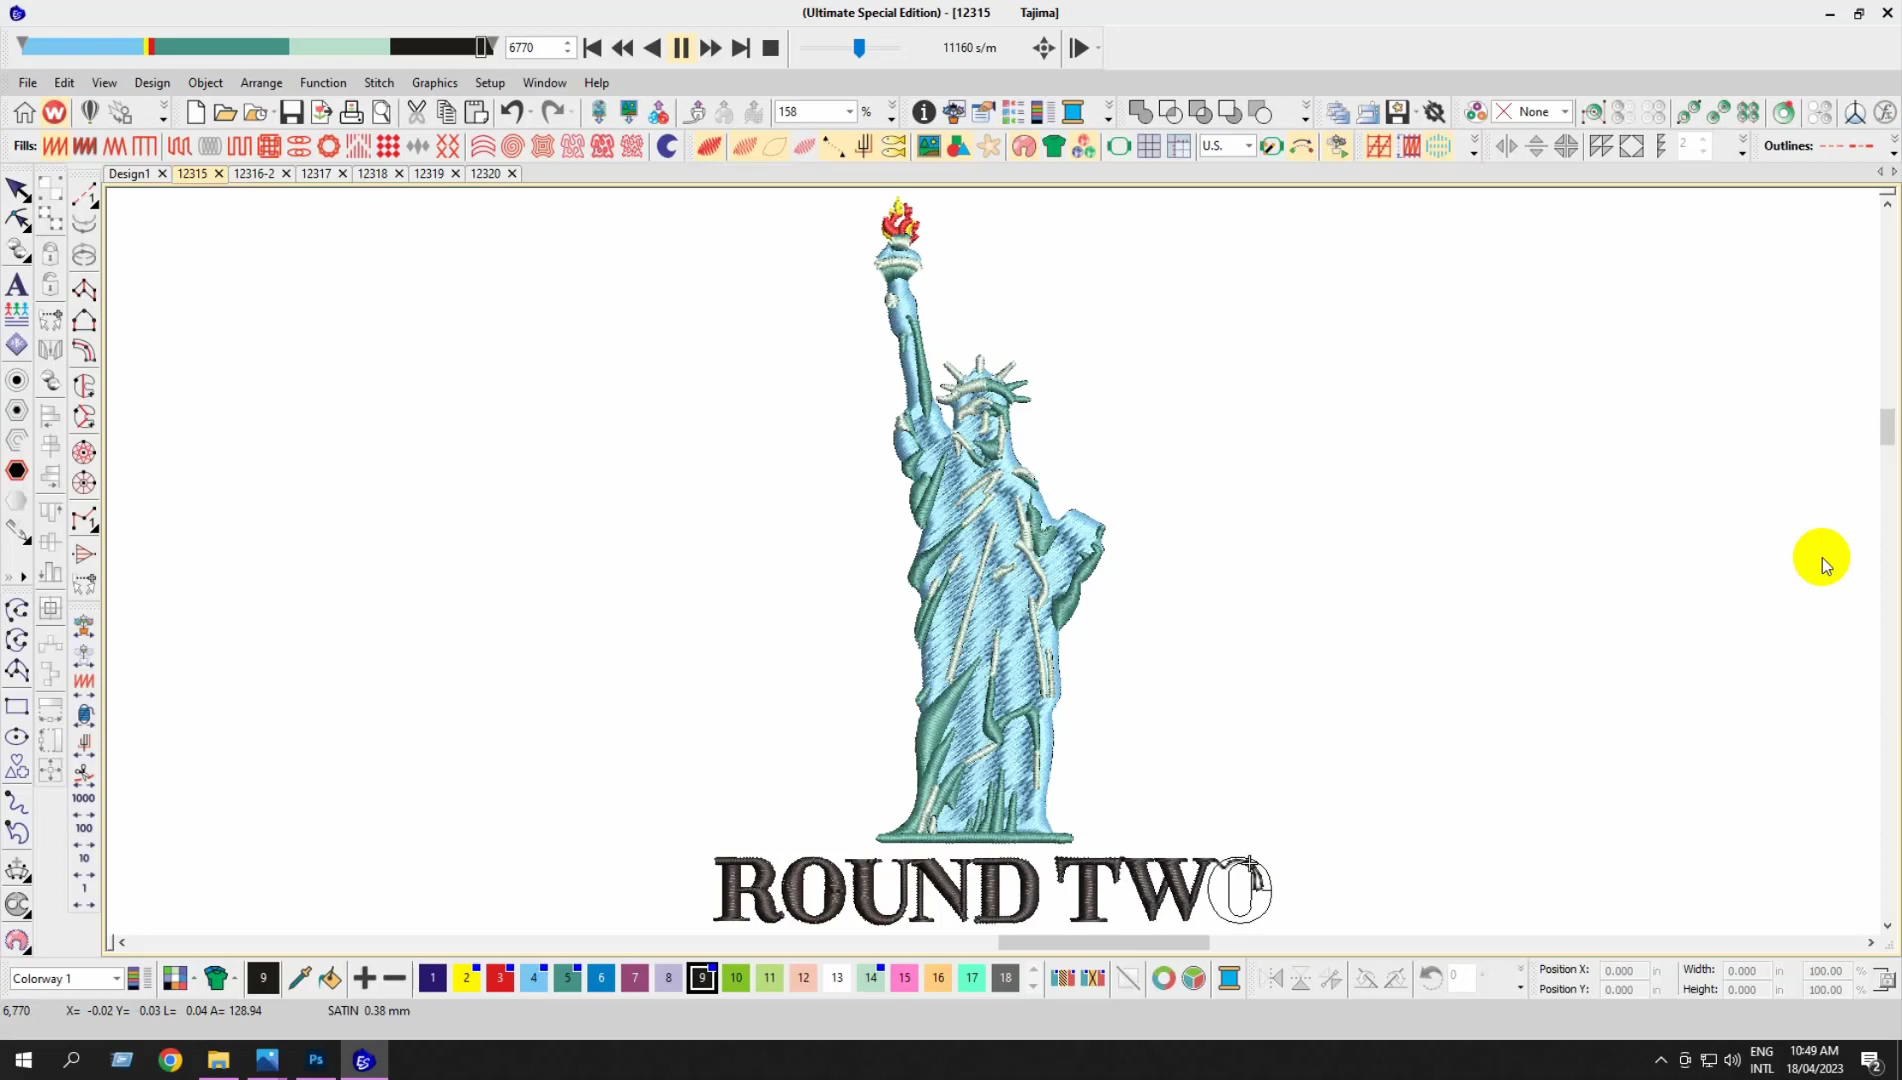 (Ultimate Special Edition) - [12315 Tajima]
6770
11160 s/m
File Edit View Design Object Arrange Function Stitch Graphics Setup Window Help
158 %
None
Fills:
U.S.
2
Outlines:
Design1 12315 12316-2 12317 12318 12319 12320
ROUND TWO
1000
100
10
1
Colorway 1
9
1 2 3 4 5 6 7 8 9 10 11 12 13 14 15 16 17 18
0
Position X: 0.000 in Width: 0.000 in 100.00 %
Position Y: 0.000 in Height: 0.000 in 100.00 %
6,770 X= -0.02 Y= 0.03 L= 0.04 A= 128.94 SATIN 0.38 mm
Ps
ES
ENG
INTL
10:49 AM
18/04/2023
2